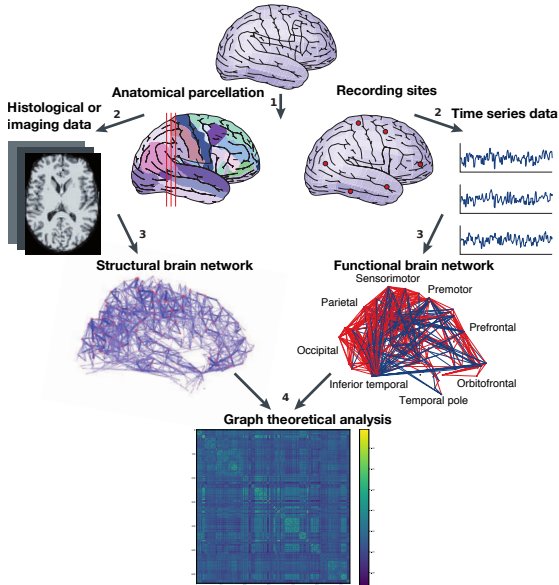 Anatomical parcellation
1
Recording sites
Histological or
imaging data
2
2
Time series data
3
3
Structural brain network
Functional brain network
Sensorimotor
Premotor
Parietal
Prefrontal
Occipital
Inferior temporal
Orbitofrontal
Temporal pole
4
Graph theoretical analysis